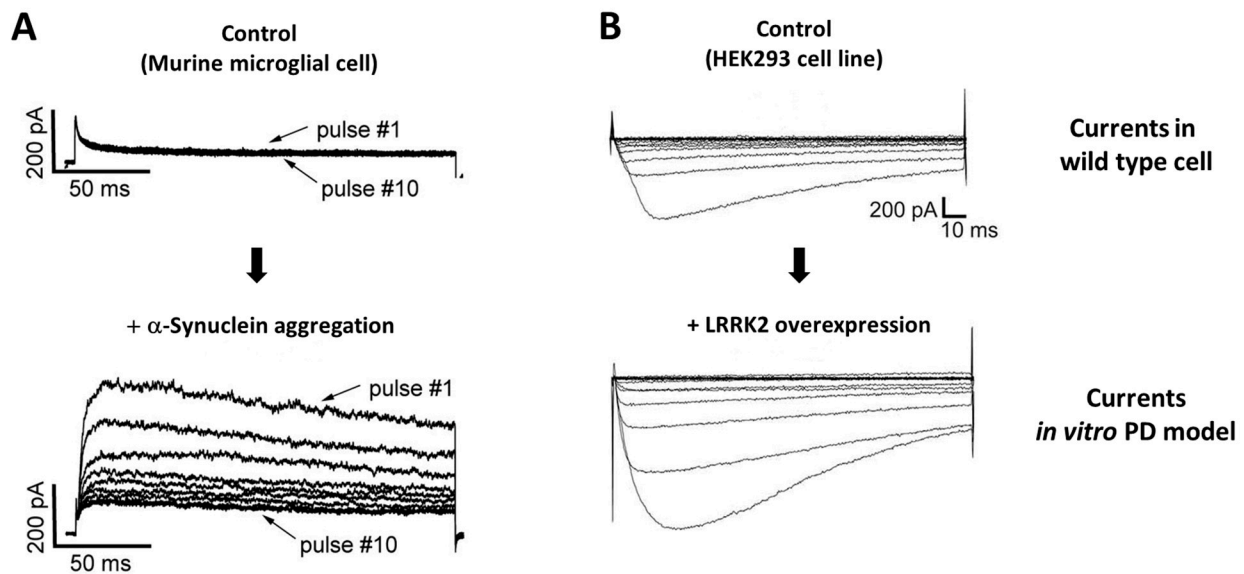 A
Control
(Murine microglial cell)
200 pA
50 ms
pulse #1
pulse #10
+ α-Synuclein aggregation
200 pA
50 ms
pulse #1
pulse #10
B
Control
(HEK293 cell line)
200 pA
10 ms
+ LRRK2 overexpression
Currents in
wild type cell
Currents
in vitro PD model